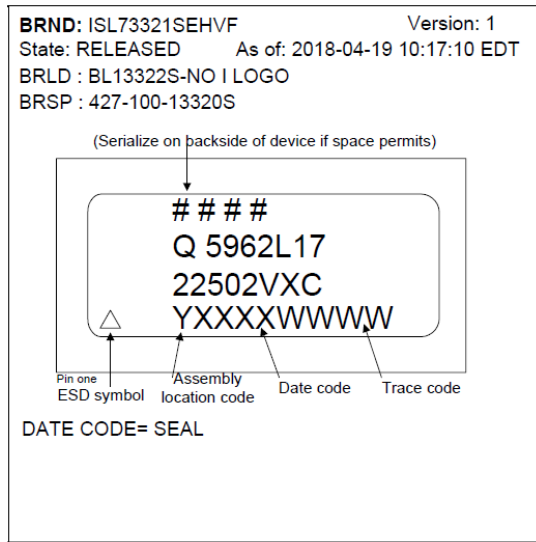 BRND: ISL73321SEHVF Version: 1
State: RELEASED As of: 2018-04-19 10:17:10 EDT
BRLD : BL13322S-NO I LOGO
BRSP : 427-100-13320S
(Serialize on backside of device if space permits)
# # # #
Q 5962L17
22502VXC
YXXXXWWWW
Pin one
ESD symbol
Assembly
location code
Date code
Trace code
DATE CODE= SEAL